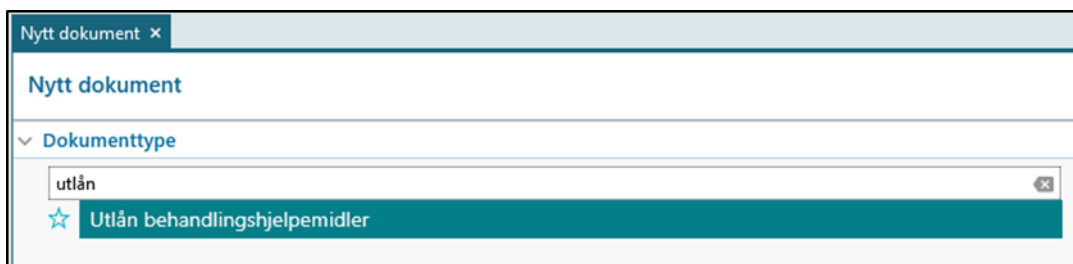 Nytt dokument ×
Nytt dokument
Dokumenttype
utlån
Utlån behandlingshjelpemidler